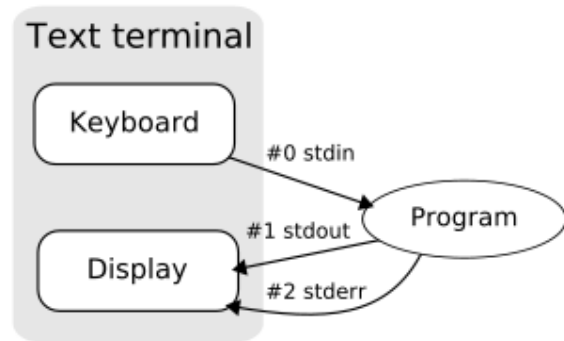 Text terminal
Keyboard
#0 stdin
Program
#1 stdout
Display
#2 stderr